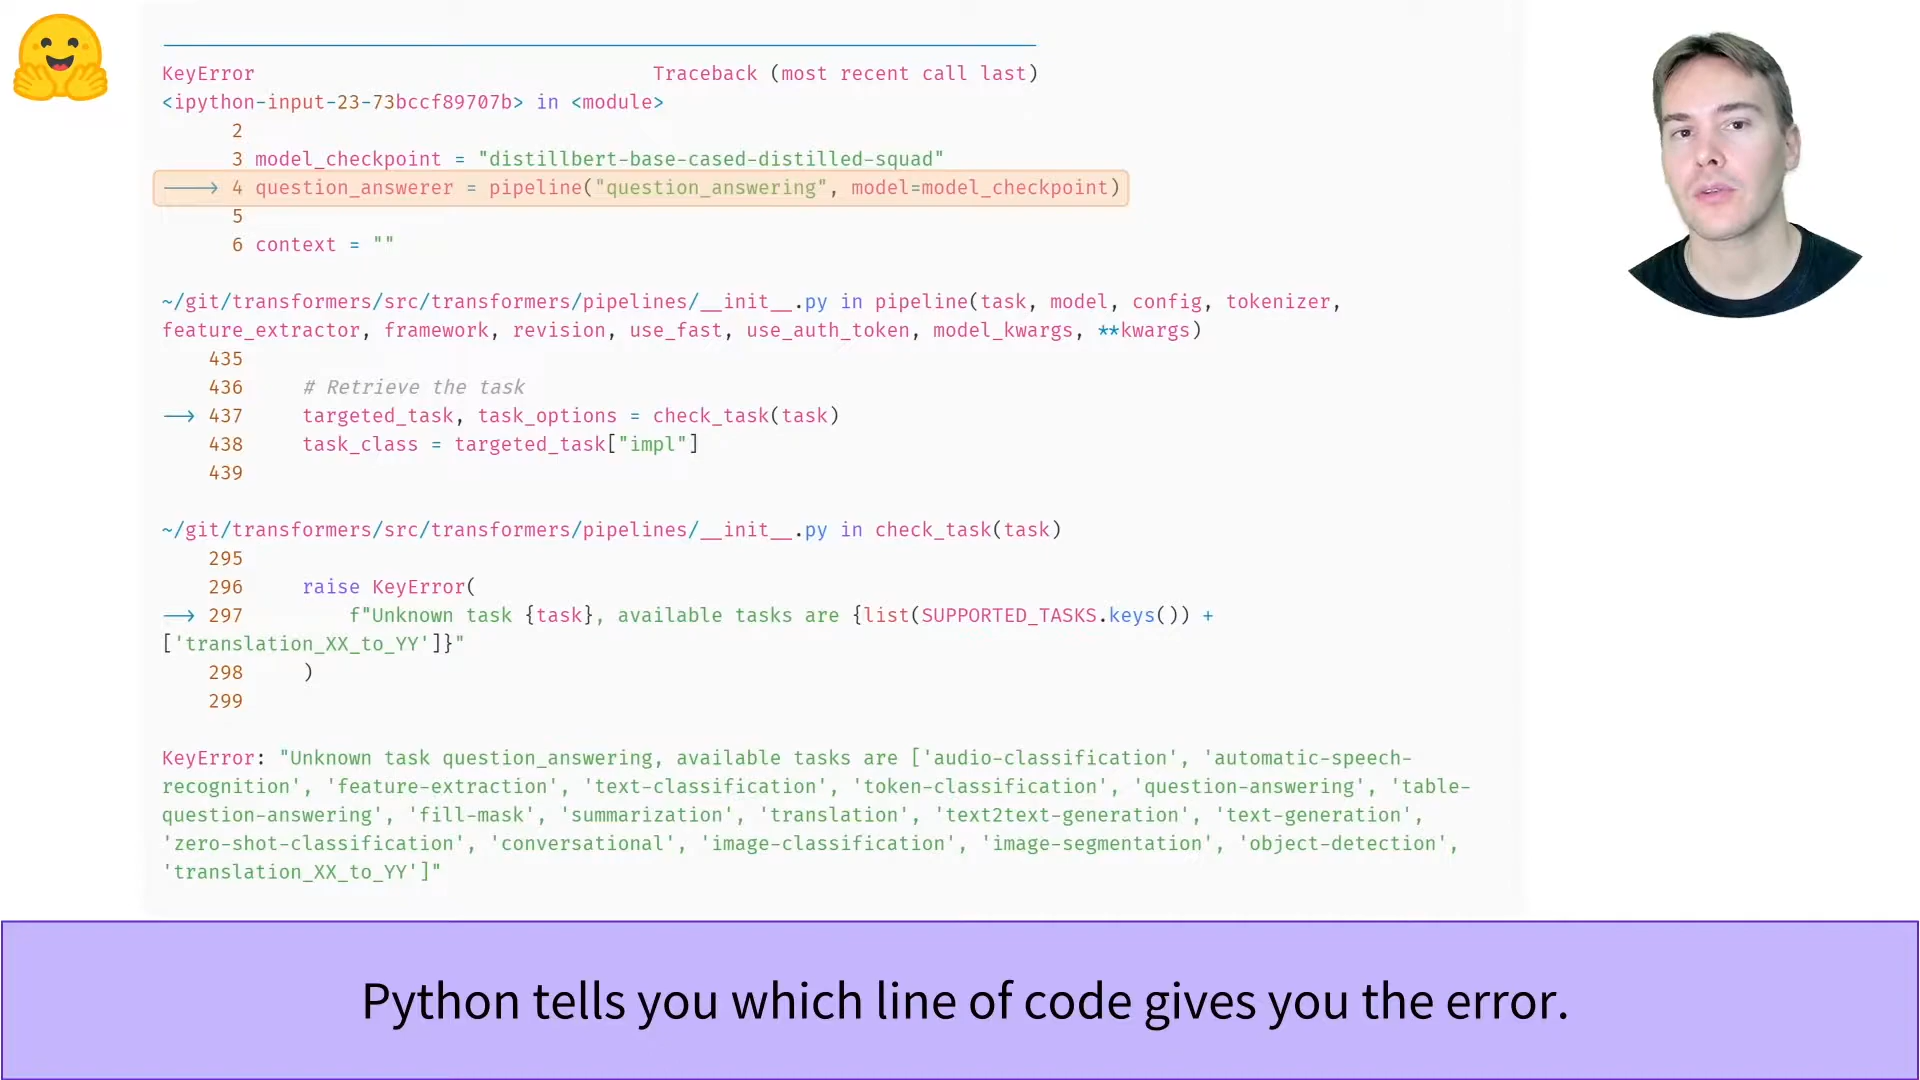 KeyError Traceback (most recent call last)
<ipython-input-23-73bccf89707b> in <module>
2
3 model_checkpoint = "distillbert-base-cased-distilled-squad"
⟶ 4 question_answerer = pipeline("question_answering", model=model_checkpoint)
5
6 context = ""
~/git/transformers/src/transformers/pipelines/__init__.py in pipeline(task, model, config, tokenizer,
feature_extractor, framework, revision, use_fast, use_auth_token, model_kwargs, **kwargs)
435
436 # Retrieve the task
⟶ 437 targeted_task, task_options = check_task(task)
438 task_class = targeted_task["impl"]
439
~/git/transformers/src/transformers/pipelines/__init__.py in check_task(task)
295
296 raise KeyError(
⟶ 297 f"Unknown task {task}, available tasks are {list(SUPPORTED_TASKS.keys()) +
['translation_XX_to_YY']}"
298 )
299
KeyError: "Unknown task question_answering, available tasks are ['audio-classification', 'automatic-speech-
recognition', 'feature-extraction', 'text-classification', 'token-classification', 'question-answering', 'table-
question-answering', 'fill-mask', 'summarization', 'translation', 'text2text-generation', 'text-generation',
'zero-shot-classification', 'conversational', 'image-classification', 'image-segmentation', 'object-detection',
'translation_XX_to_YY']"
Python tells you which line of code gives you the error.